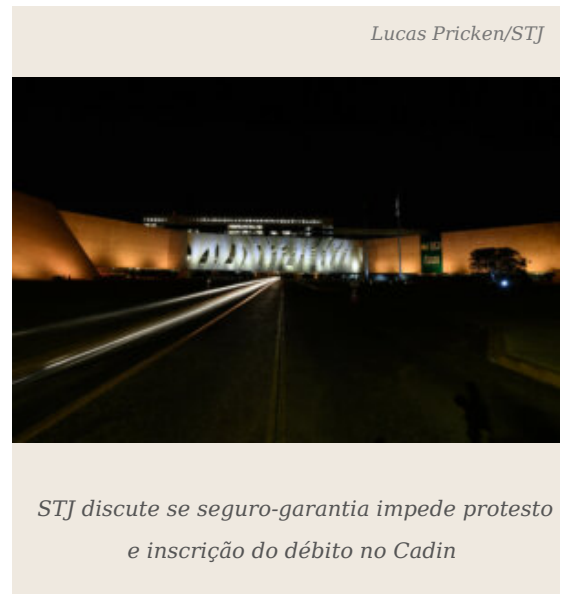 Lucas Pricken/STJ
STJ discute se seguro-garantia impede protesto
e inscrição do débito no Cadin